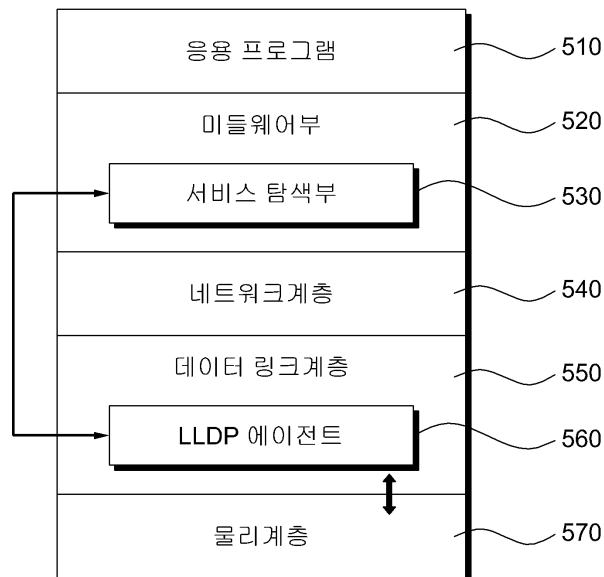 응용 프로그램 510
미들웨어부 520
서비스 탐색부 530
네트워크계층 540
데이터 링크계층 550
LLDP 에이전트 560
물리계층 570